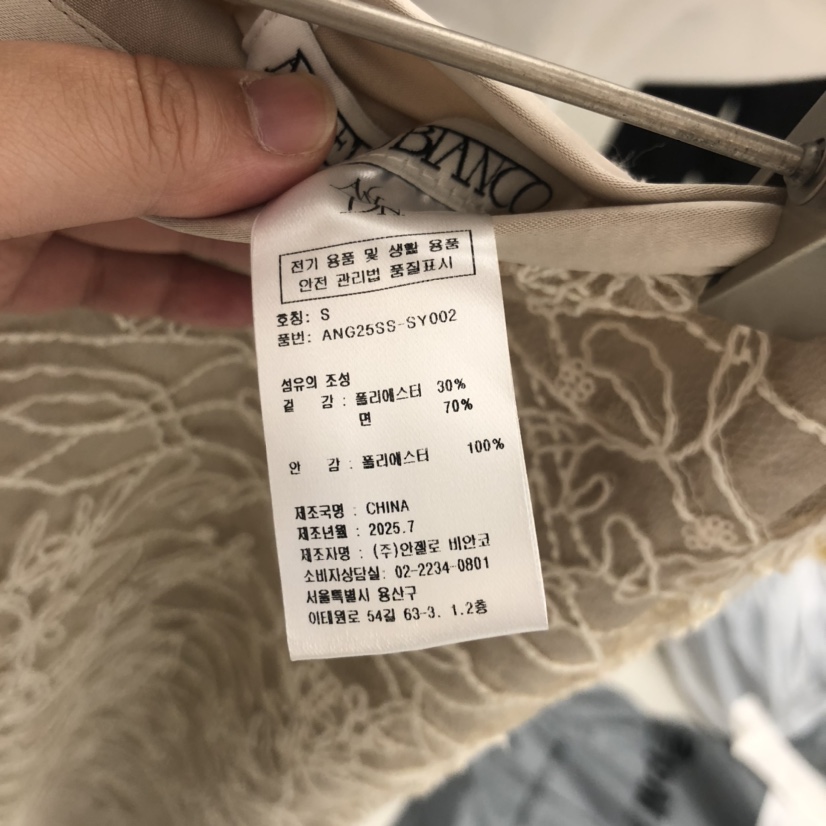 BIANCO
전기 용품 및 생활 용품
안전 관리법 품질표시
호칭: S
품번: ANG25SS-SY002
섬유의 조성
겉 감 : 폴리에스터 30%
면 70%
안 감 : 폴리에스터 100%
제조국명 : CHINA
제조년월 : 2025.7
제조자명 : (주)안젤로 비안코
소비자상담실: 02-2234-0801
서울특별시 용산구
이태원로 54길 63-3. 1.2층